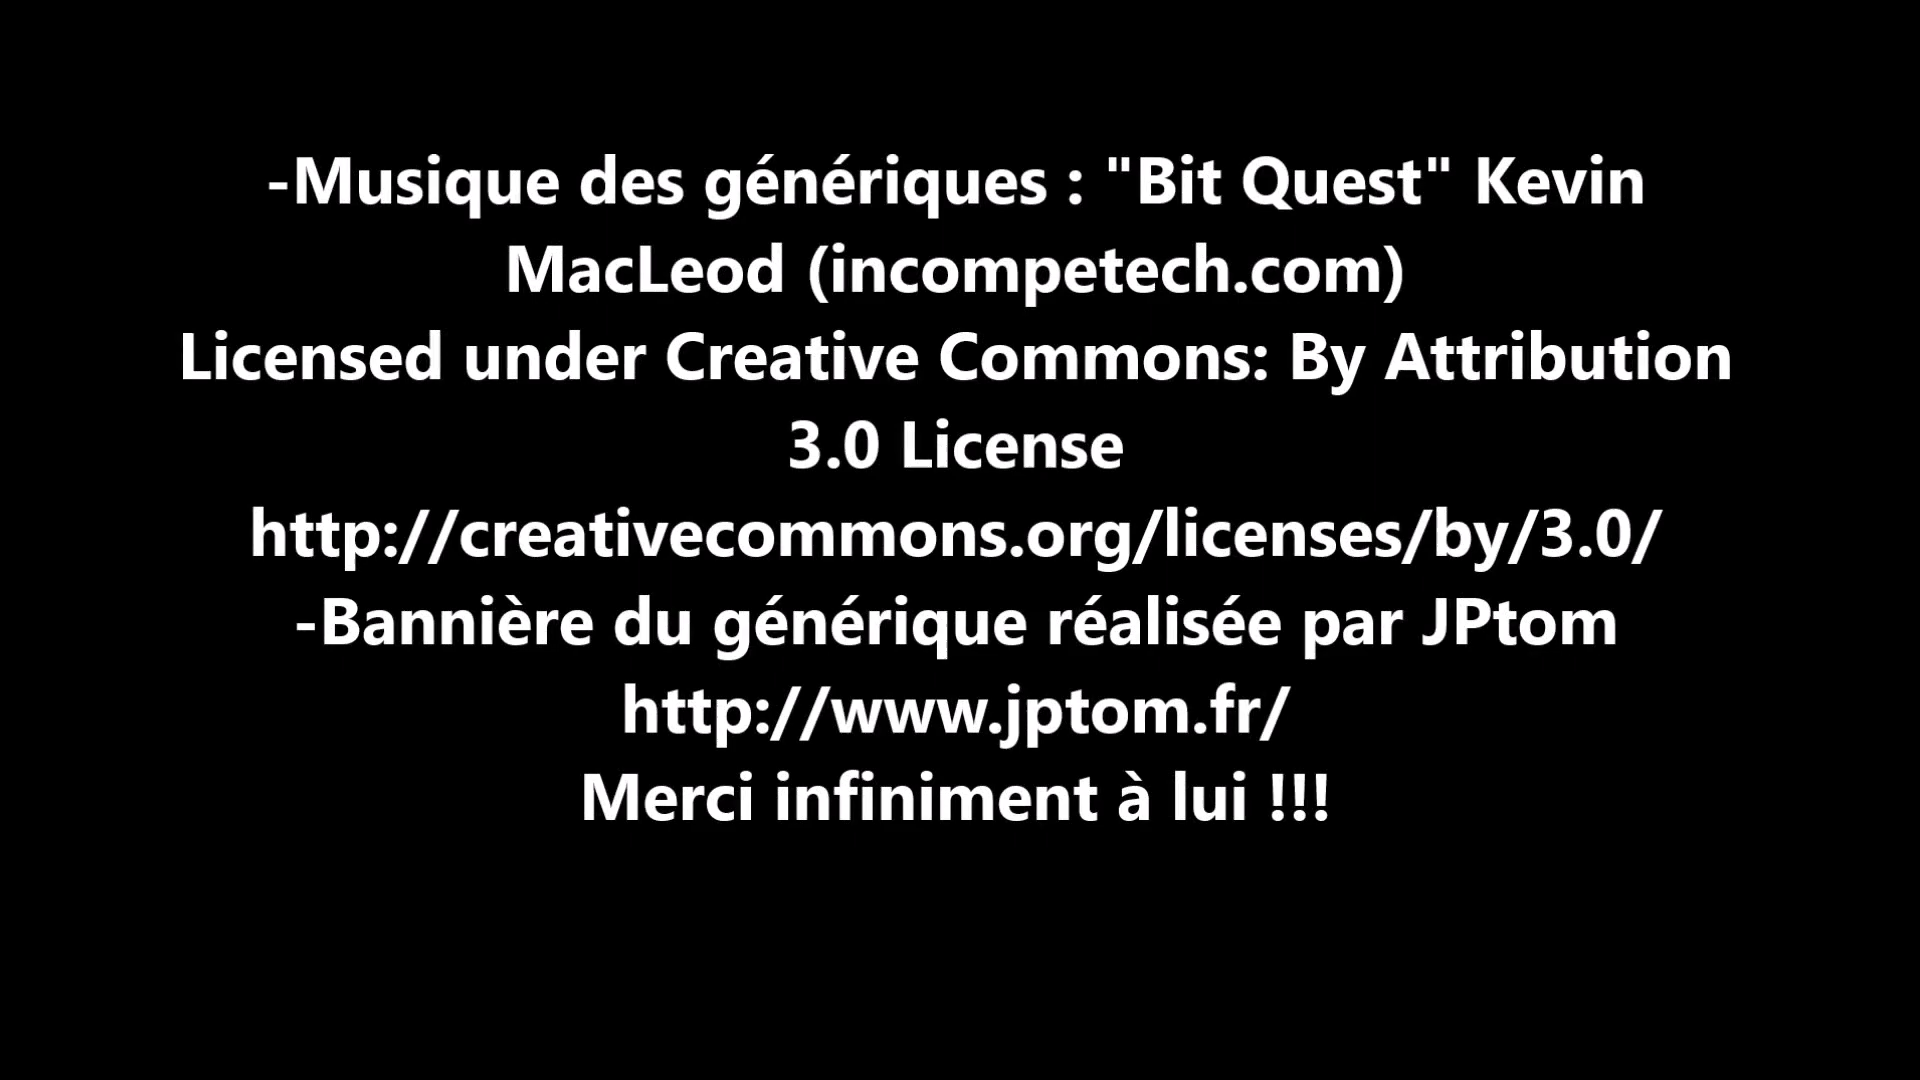 -Musique des génériques : "Bit Quest" Kevin
MacLeod (incompetech.com)
Licensed under Creative Commons: By Attribution
3.0 License
http://creativecommons.org/licenses/by/3.0/
-Bannière du générique réalisée par JPtom
http://www.jptom.fr/
Merci infiniment à lui !!!